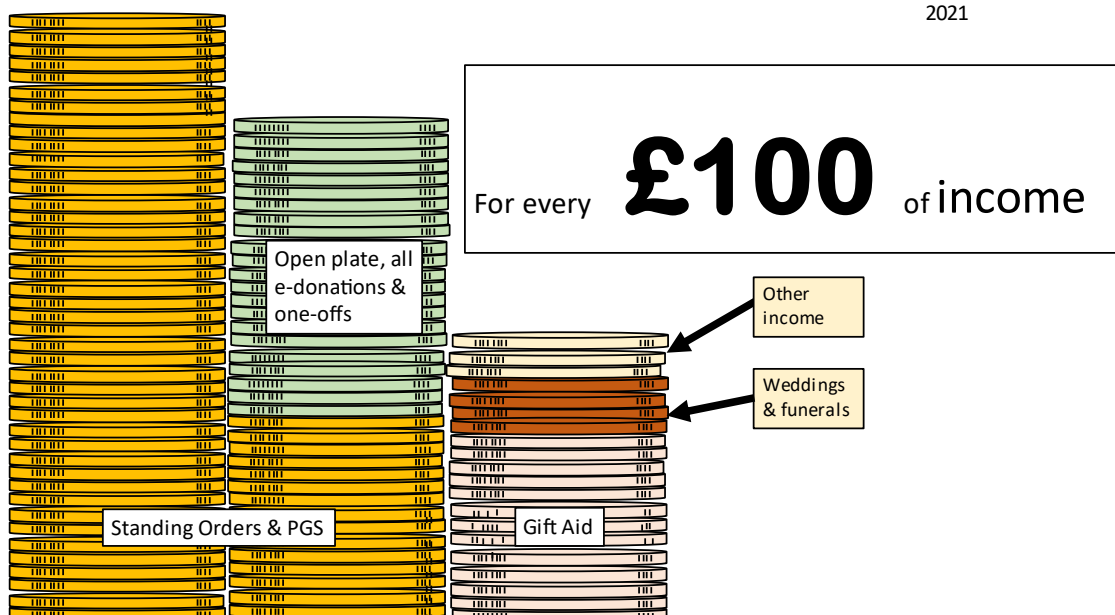 2021
For every £100 of income
Open plate, all
e-donations &
one-offs
Other
income
Weddings
& funerals
Standing Orders & PGS
Gift Aid